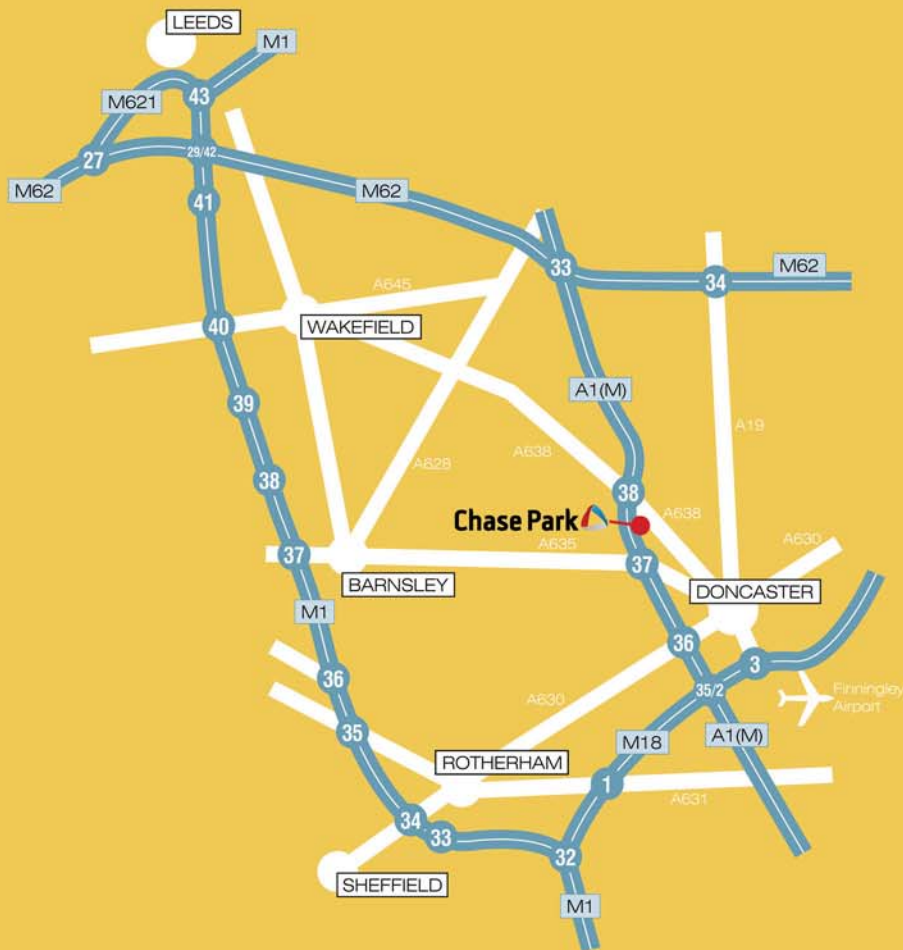 LEEDS
M1
43
M621
27
29/42
M62
M62
41
33
34
M62
A645
WAKEFIELD
40
A1(M)
39
A19
A638
A628
38
38
Chase Park
A638
A630
37
A635
37
BARNSLEY
DONCASTER
M1
36
3
36
35/2
Finningley
Airport
A630
35
M18
A1(M)
ROTHERHAM
1
A631
34
33
32
SHEFFIELD
M1